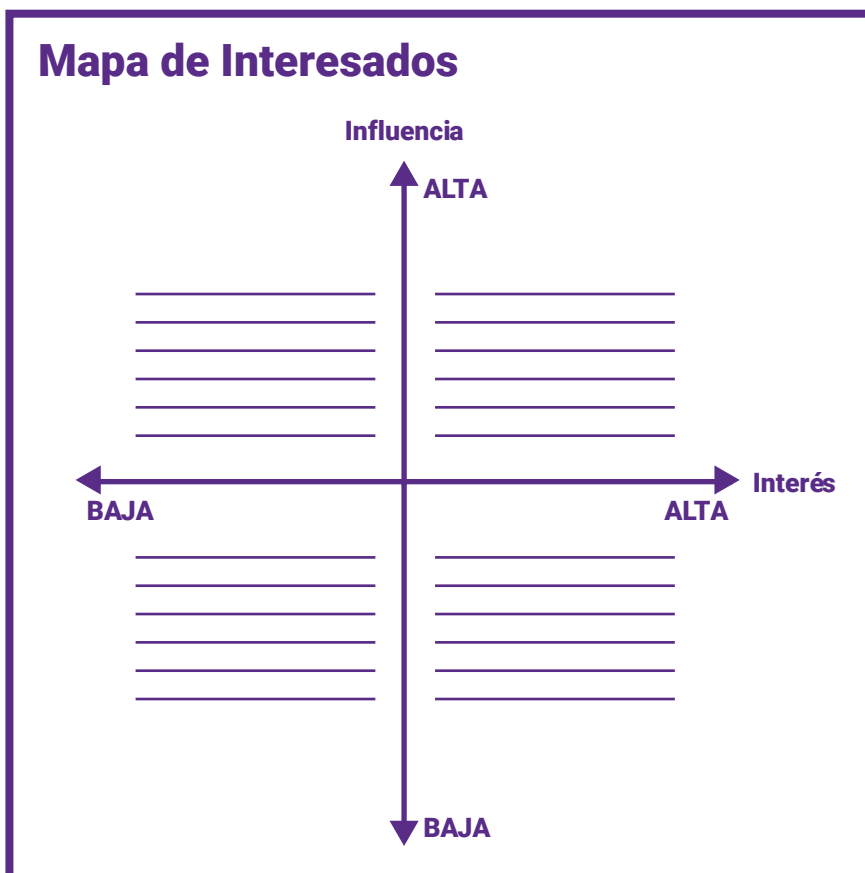 Mapa de Interesados
Influencia
ALTA
Interés
BAJA
ALTA
BAJA